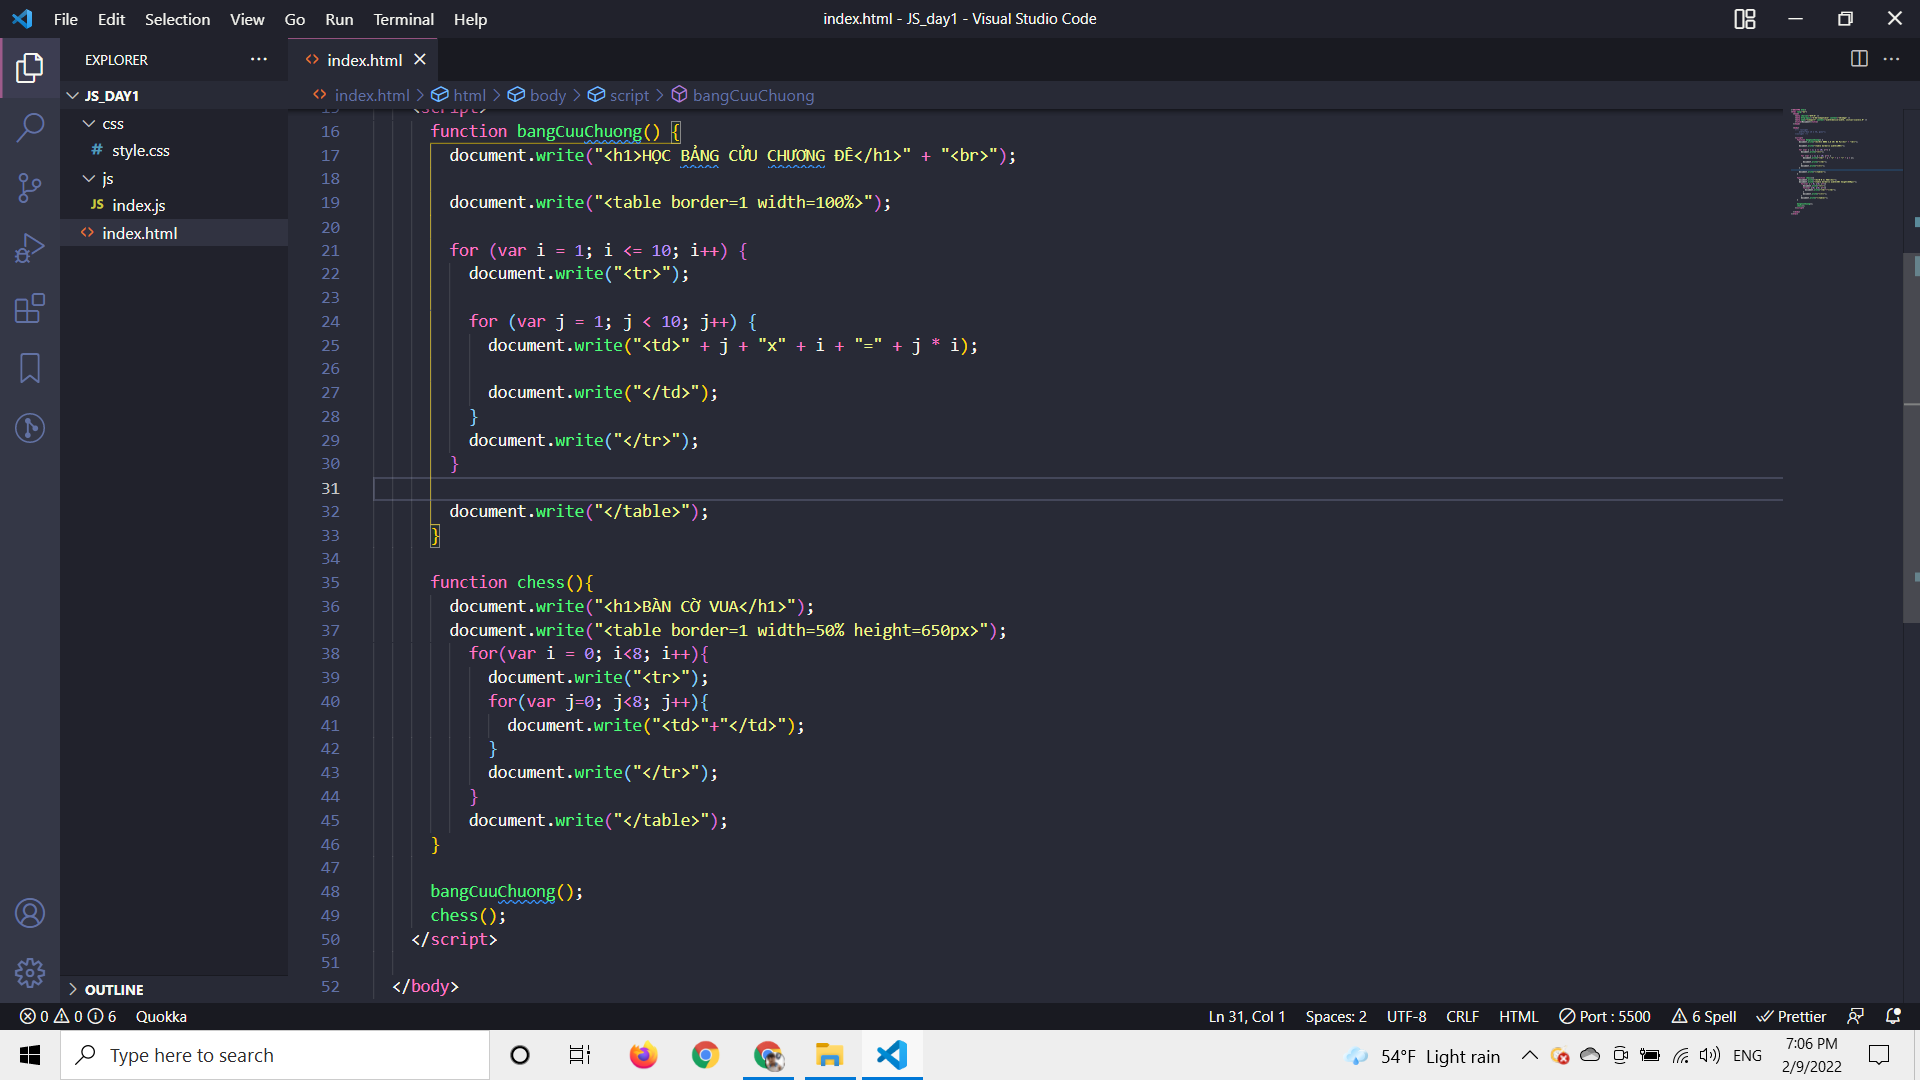 File Edit Selection View Go Run Terminal Help
index.html - JS_day1 - Visual Studio Code
EXPLORER
index.html
JS_DAY1
css
# style.css
js
JS index.js
<> index.html
OUTLINE
<> index.html > html > body > script > bangCuuChuong
15 <script>
16 function bangCuuChuong() {
17 document.write("<h1>HỌC BẢNG CỬU CHƯƠNG ĐÊ</h1>" + "<br>");
18
19 document.write("<table border=1 width=100%>");
20
21 for (var i = 1; i <= 10; i++) {
22 document.write("<tr>");
23
24 for (var j = 1; j < 10; j++) {
25 document.write("<td>" + j + "x" + i + "=" + j * i);
26
27 document.write("</td>");
28 }
29 document.write("</tr>");
30 }
31
32 document.write("</table>");
33 }
34
35 function chess(){
36 document.write("<h1>BÀN CỜ VUA</h1>");
37 document.write("<table border=1 width=50% height=650px>");
38 for(var i = 0; i<8; i++){
39 document.write("<tr>");
40 for(var j=0; j<8; j++){
41 document.write("<td>"+"</td>");
42 }
43 document.write("</tr>");
44 }
45 document.write("</table>");
46 }
47
48 bangCuuChuong();
49 chess();
50 </script>
51
52 </body>
0 0 6 Quokka
Ln 31, Col 1 Spaces: 2 UTF-8 CRLF HTML Port : 5500 6 Spell Prettier
Type here to search
54°F Light rain
ENG
7:06 PM
2/9/2022